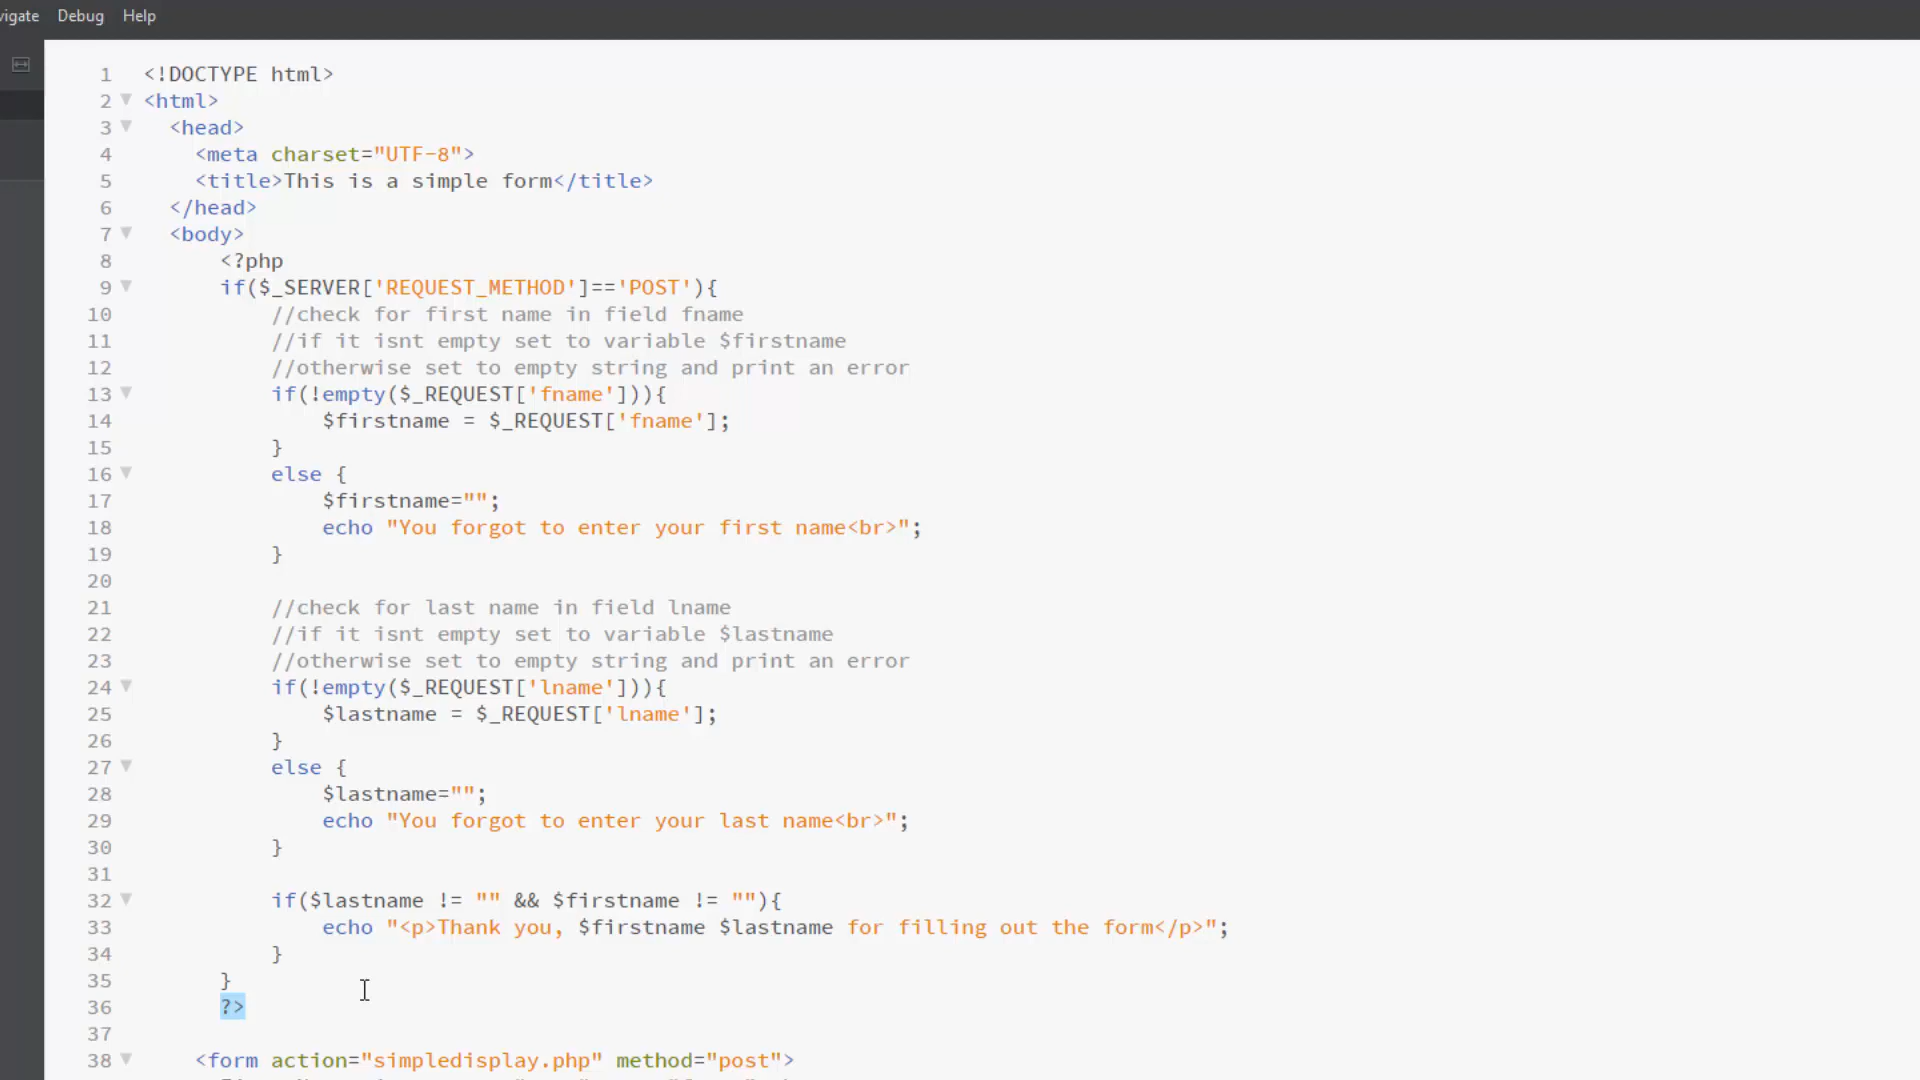 vigate Debug Help
1 <!DOCTYPE html>
2 <html>
3 <head>
4 <meta charset="UTF-8">
5 <title>This is a simple form</title>
6 </head>
7 <body>
8 <?php
9 if($_SERVER['REQUEST_METHOD']=='POST'){
10 //check for first name in field fname
11 //if it isnt empty set to variable $firstname
12 //otherwise set to empty string and print an error
13 if(!empty($_REQUEST['fname'])){
14 $firstname = $_REQUEST['fname'];
15 }
16 else {
17 $firstname="";
18 echo "You forgot to enter your first name<br>";
19 }
20
21 //check for last name in field lname
22 //if it isnt empty set to variable $lastname
23 //otherwise set to empty string and print an error
24 if(!empty($_REQUEST['lname'])){
25 $lastname = $_REQUEST['lname'];
26 }
27 else {
28 $lastname="";
29 echo "You forgot to enter your last name<br>";
30 }
31
32 if($lastname != "" && $firstname != ""){
33 echo "<p>Thank you, $firstname $lastname for filling out the form</p>";
34 }
35 }
36 ?>
37
38 <form action="simpledisplay.php" method="post">